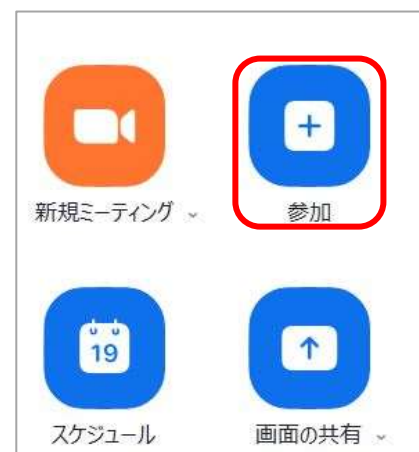 新規ミーティング
参加
19
スケジュール
画面の共有